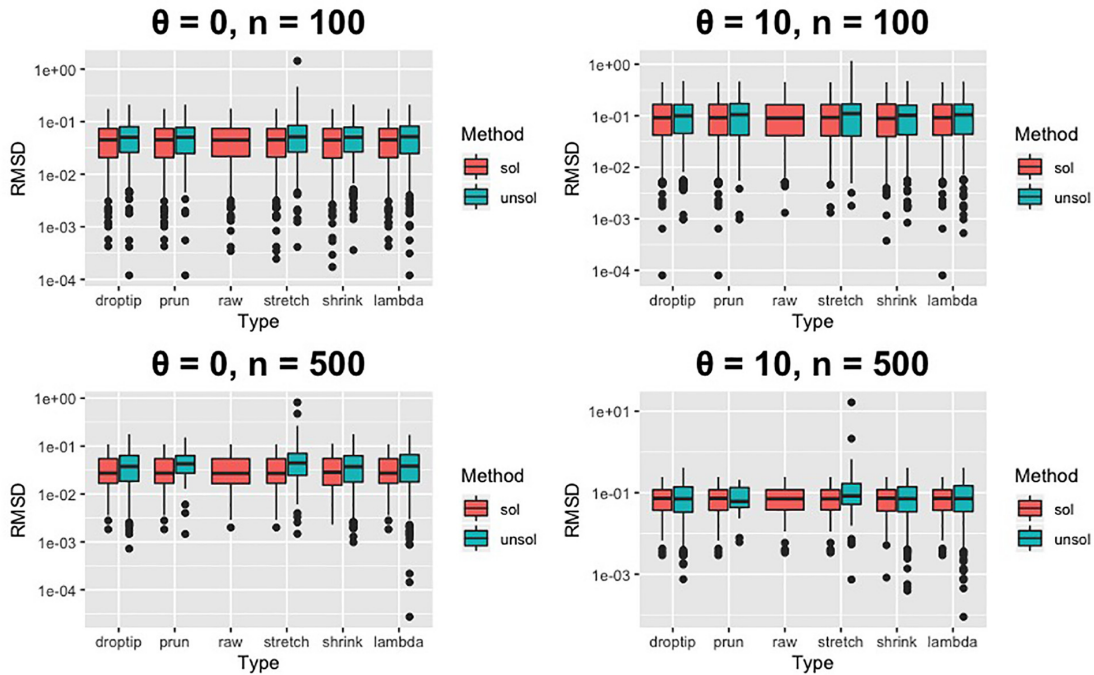 θ = 0, n = 100
RMSD
1e+00
1e-01
1e-02
1e-03
1e-04
droptip prun raw stretch shrink lambda
Type
Method
sol
unsol
θ = 10, n = 100
RMSD
1e+00
1e-01
1e-02
1e-03
1e-04
droptip prun raw stretch shrink lambda
Type
Method
sol
unsol
θ = 0, n = 500
RMSD
1e+00
1e-01
1e-02
1e-03
1e-04
droptip prun raw stretch shrink lambda
Type
Method
sol
unsol
θ = 10, n = 500
RMSD
1e+01
1e-01
1e-03
droptip prun raw stretch shrink lambda
Type
Method
sol
unsol